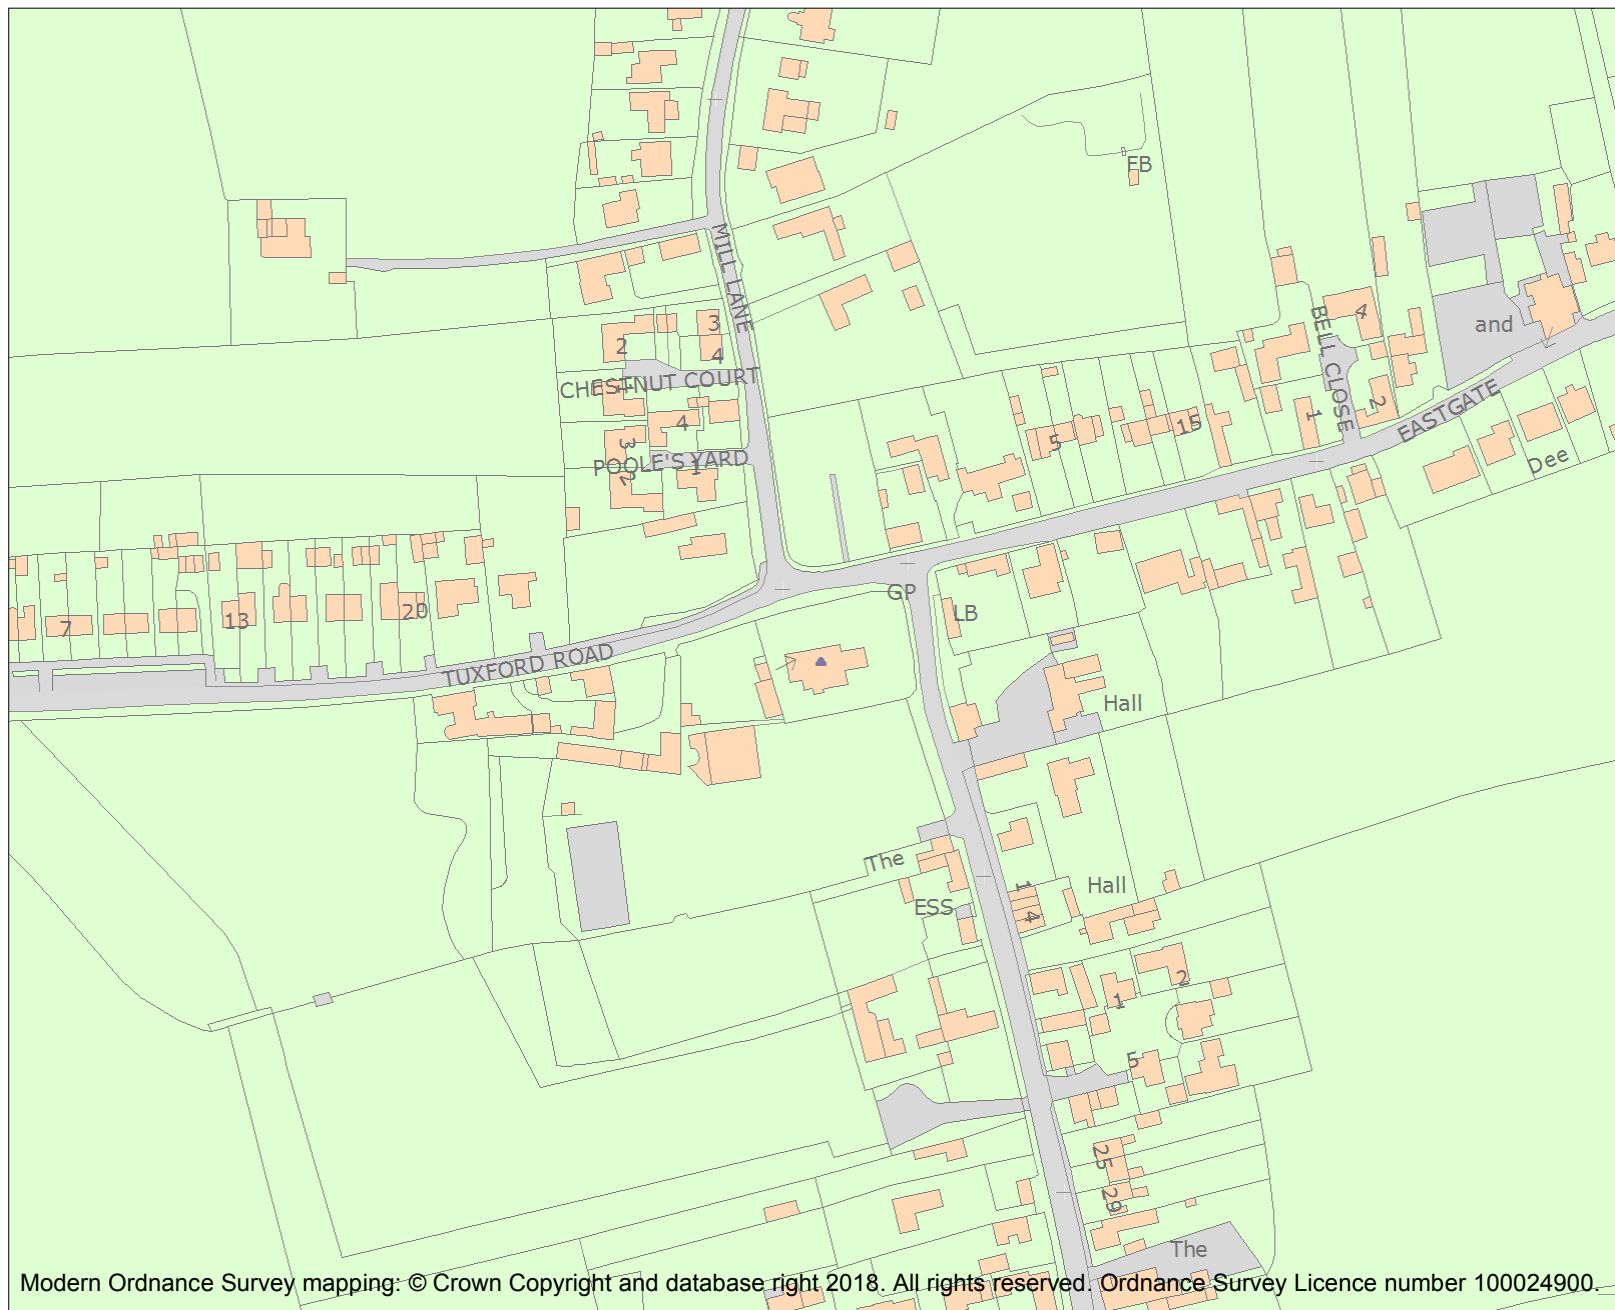 FB
MILL LANE
and
4
BELL CLOSE
3
2
4
CHESTNUT COURT
1
EASTGATE
2
1
4
15
5
3
POOLE'S YARD
1
2
Dee
GP
LB
20
13
7
TUXFORD ROAD
Hall
The
Hall
1
4
ESS
2
1
5
25
29
The
Modern Ordnance Survey mapping: © Crown Copyright and database right 2018. All rights reserved. Ordnance Survey Licence number 100024900.